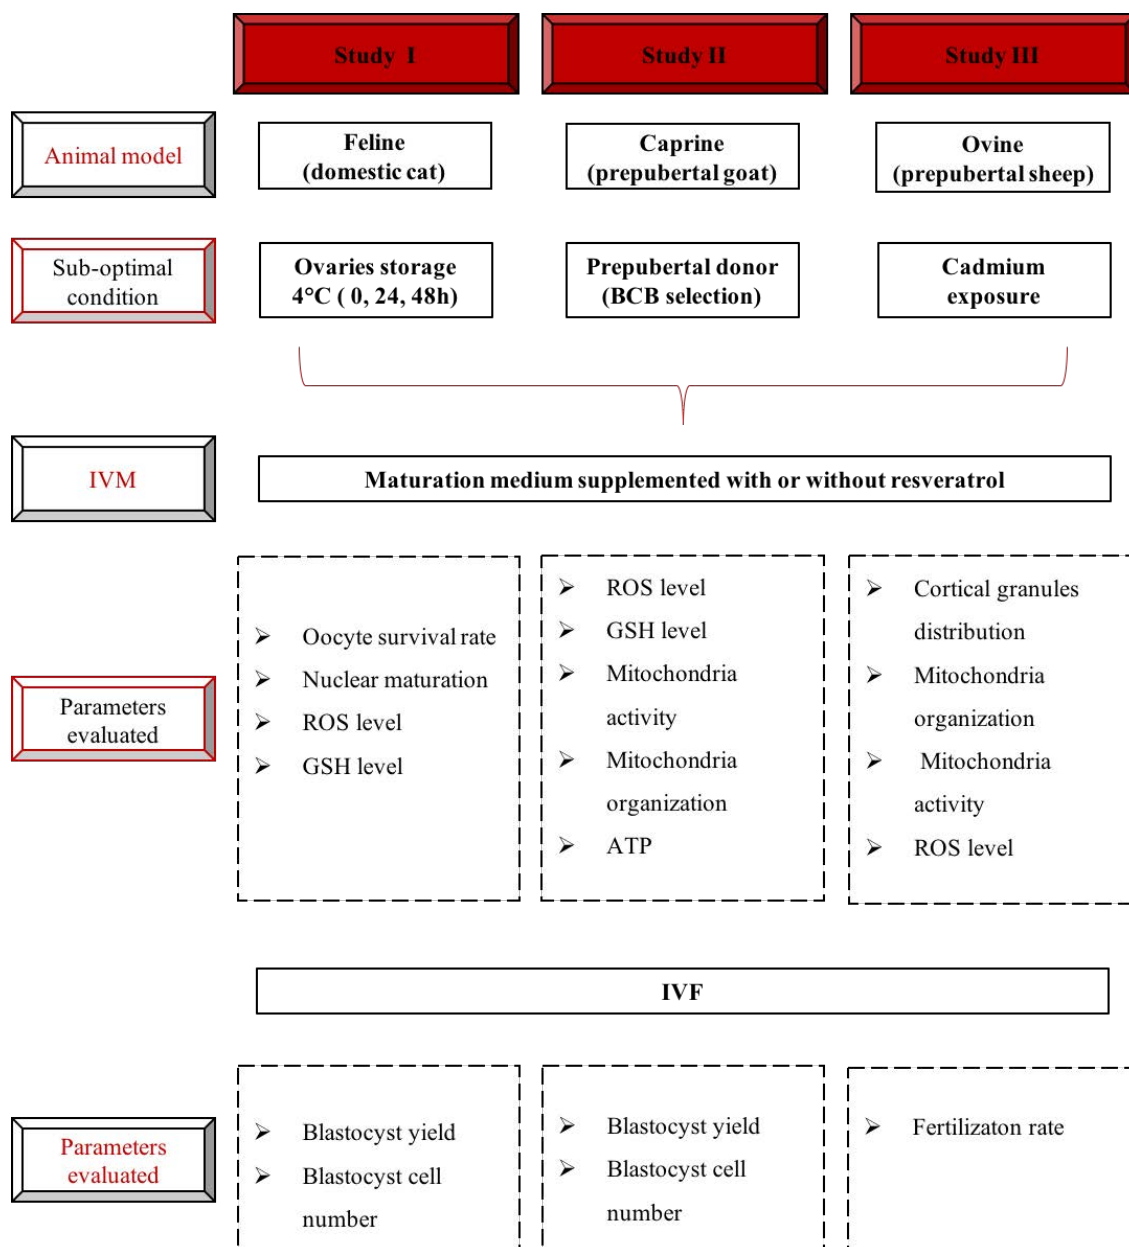 Study I
Study II
Study III
Animal model
Feline
(domestic cat)
Caprine
(prepubertal goat)
Ovine
(prepubertal sheep)
Sub-optimal
condition
Ovaries storage
4°C ( 0, 24, 48h)
Prepubertal donor
(BCB selection)
Cadmium
exposure
IVM
Maturation medium supplemented with or without resveratrol
Parameters
evaluated
➢ Oocyte survival rate
➢ Nuclear maturation
➢ ROS level
➢ GSH level
➢ ROS level
➢ GSH level
➢ Mitochondria
activity
➢ Mitochondria
organization
➢ ATP
➢ Cortical granules
distribution
➢ Mitochondria
organization
➢ Mitochondria
activity
➢ ROS level
IVF
Parameters
evaluated
➢ Blastocyst yield
➢ Blastocyst cell
number
➢ Blastocyst yield
➢ Blastocyst cell
number
➢ Fertilizaton rate